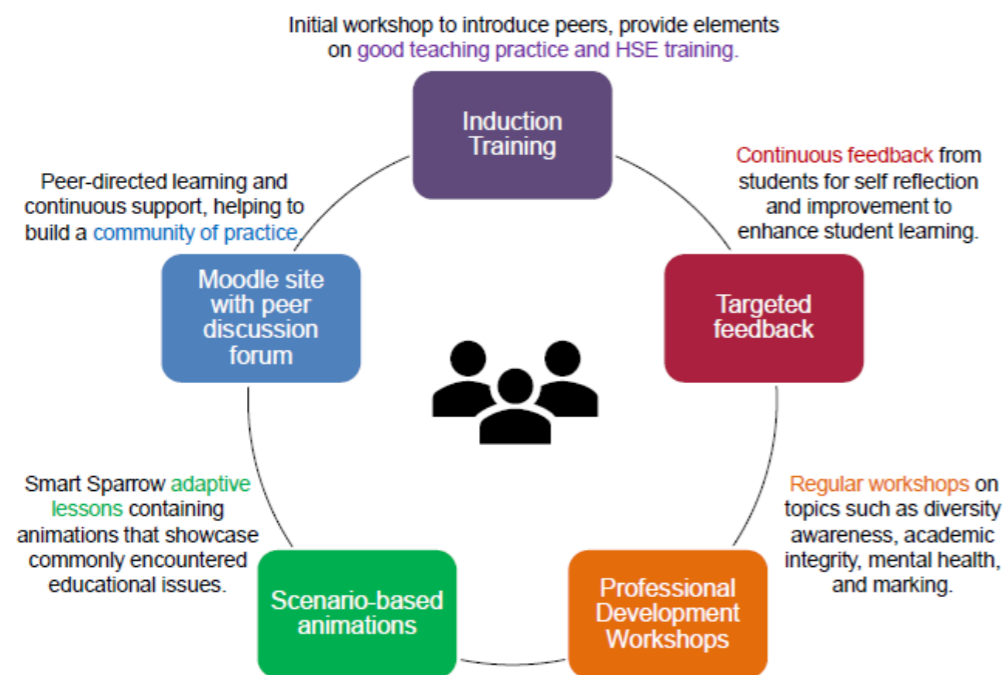 Initial workshop to introduce peers, provide elements
on good teaching practice and HSE training.
Induction
Training
Continuous feedback from
students for self reflection
and improvement to
enhance student learning.
Targeted
feedback
Regular workshops on
topics such as diversity
awareness, academic
integrity, mental health,
and marking.
Professional
Development
Workshops
Scenario-based
animations
Smart Sparrow adaptive
lessons containing
animations that showcase
commonly encountered
educational issues.
Moodle site
with peer
discussion
forum
Peer-directed learning and
continuous support, helping to
build a community of practice.